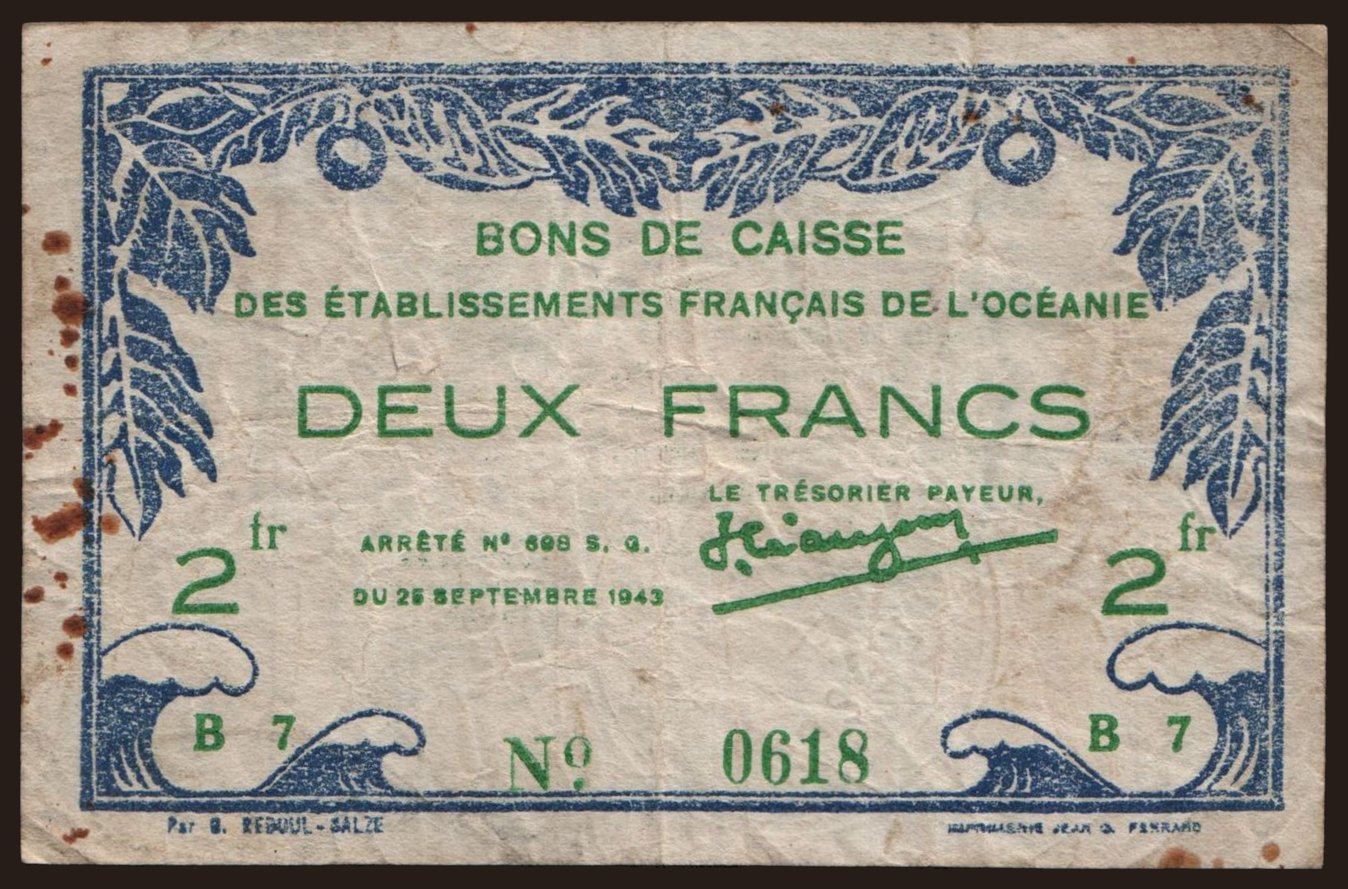 BONS DE CAISSE
DES ÉTABLISSEMENTS FRANÇAIS DE L'OCÉANIE
DEUX FRANCS
LE TRÉSORIER PAYEUR,
2 fr
ARRÊTÉ Nº 698 S. G.
DU 25 SEPTEMBRE 1943
2 fr
B 7
Nº 0618
B 7
Par G. REBOUL-SALZE
IMPRIMERIE JEAN G. FERRAND